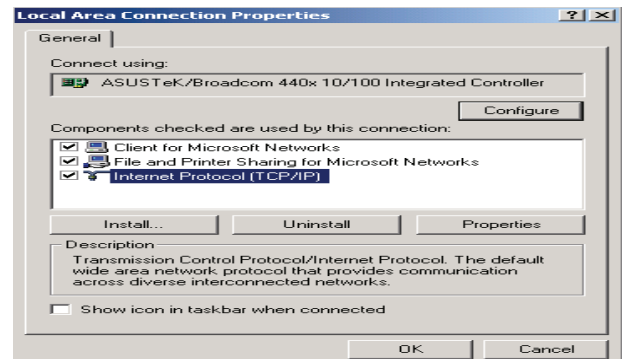 Local Area Connection Properties
General
Connect using:
ASUSTeK/Broadcom 440x 10/100 Integrated Controller
Configure
Components checked are used by this connection:
Client for Microsoft Networks
File and Printer Sharing for Microsoft Networks
Internet Protocol (TCP/IP)
Install... Uninstall Properties
Description
Transmission Control Protocol/Internet Protocol. The default
wide area network protocol that provides communication
across diverse interconnected networks.
Show icon in taskbar when connected
OK Cancel